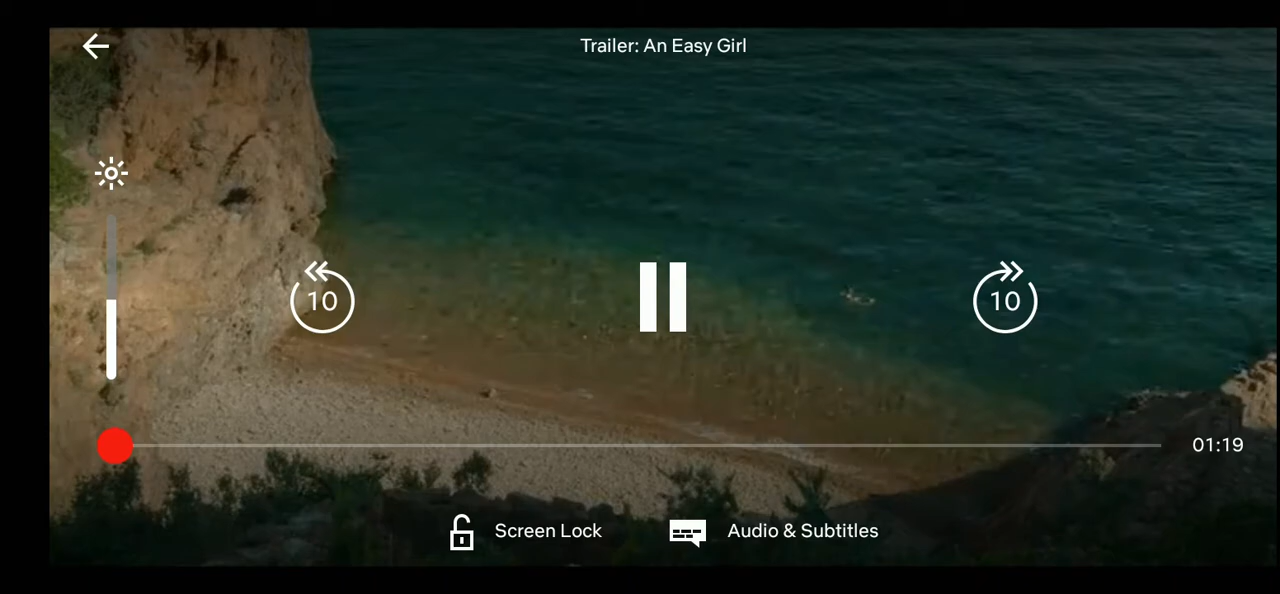 Trailer: An Easy Girl
10
10
01:19
Screen Lock
Audio & Subtitles